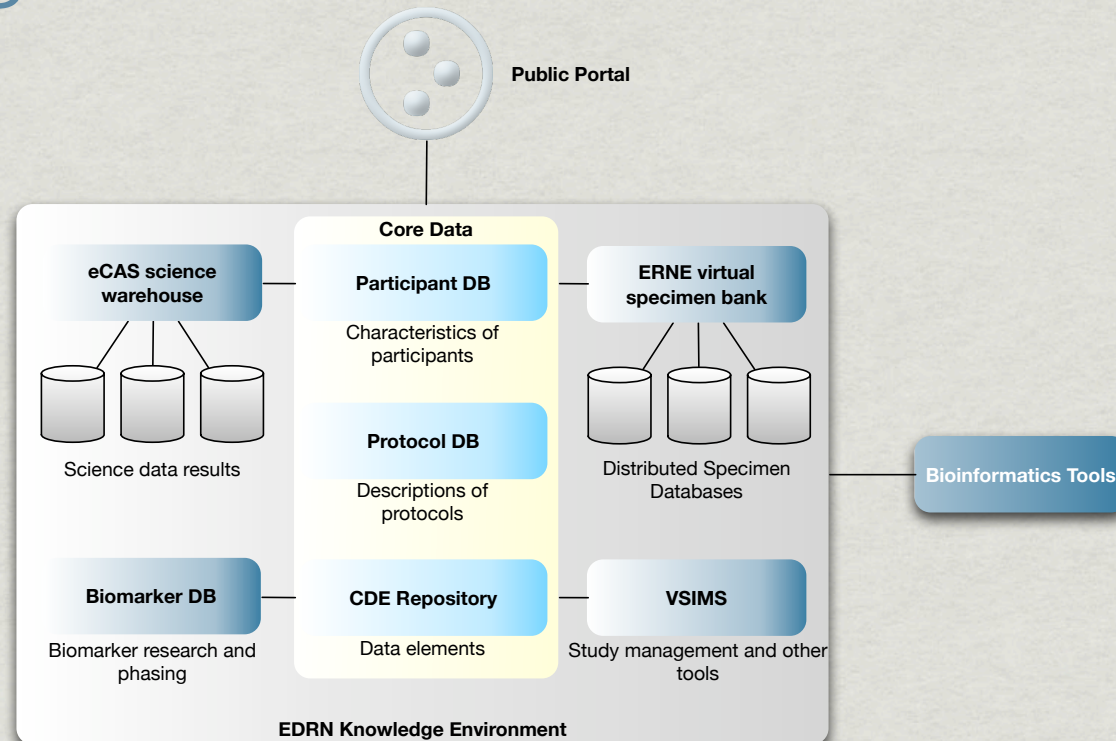 Public Portal
Core Data
eCAS science
warehouse
Participant DB
ERNE virtual
specimen bank
Characteristics of
participants
Science data results
Protocol DB
Descriptions of
protocols
Distributed Specimen
Databases
Bioinformatics Tools
Biomarker DB
CDE Repository
VSIMS
Biomarker research and
phasing
Data elements
Study management and other
tools
EDRN Knowledge Environment